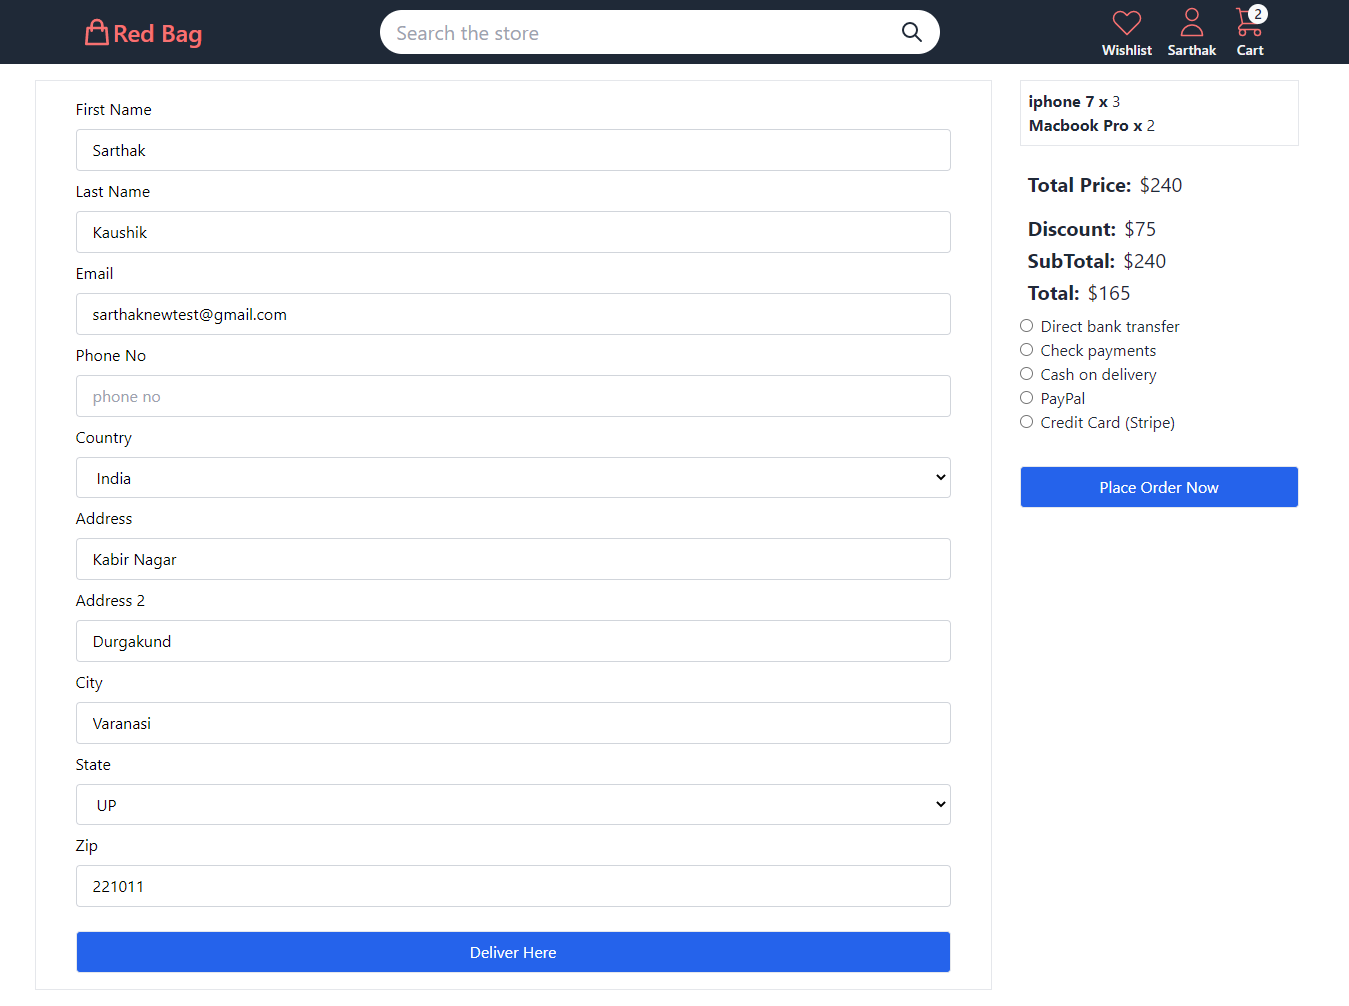 Red Bag
Search the store
2
Wishlist Sarthak Cart
First Name
Sarthak
Last Name
Kaushik
Email
sarthaknewtest@gmail.com
Phone No
phone no
Country
India
Address
Kabir Nagar
Address 2
Durgakund
City
Varanasi
State
UP
Zip
221011
Deliver Here
iphone 7 x 3
Macbook Pro x 2
Total Price: $240
Discount: $75
SubTotal: $240
Total: $165
Direct bank transfer
Check payments
Cash on delivery
PayPal
Credit Card (Stripe)
Place Order Now